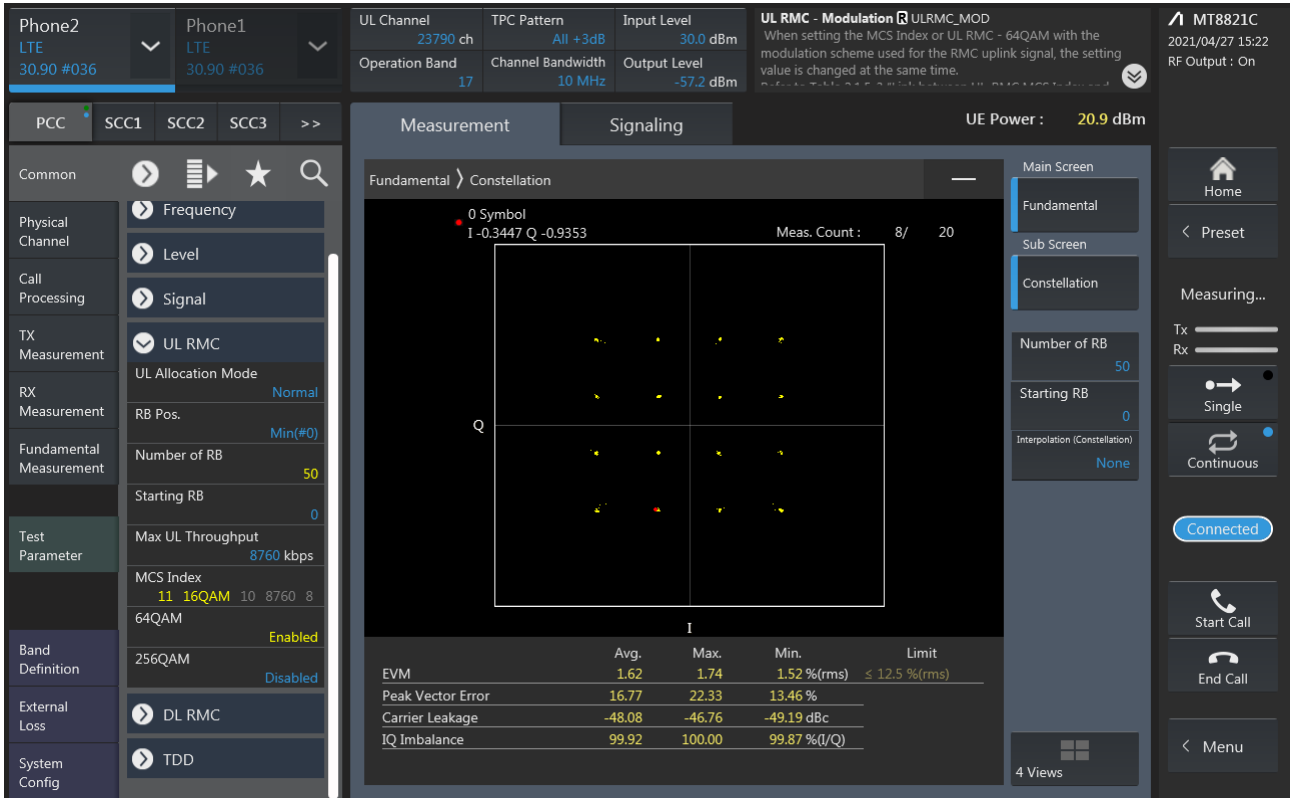 Phone2
LTE
30.90 #036
Phone1
LTE
30.90 #036
UL Channel
23790 ch
TPC Pattern
All +3dB
Input Level
30.0 dBm
Operation Band
17
Channel Bandwidth
10 MHz
Output Level
-57.2 dBm
UL RMC - Modulation R ULRMC_MOD
When setting the MCS Index or UL RMC - 64QAM with the
modulation scheme used for the RMC uplink signal, the setting
value is changed at the same time.
MT8821C
2021/04/27 15:22
RF Output : On
PCC
SCC1
SCC2
SCC3
>>
Measurement
Signaling
UE Power : 20.9 dBm
Common
Physical
Channel
Call
Processing
TX
Measurement
RX
Measurement
Fundamental
Measurement
Test
Parameter
Band
Definition
External
Loss
System
Config
Frequency
Level
Signal
UL RMC
UL Allocation Mode
Normal
RB Pos.
Min(#0)
Number of RB
50
Starting RB
0
Max UL Throughput
8760 kbps
MCS Index
11 16QAM 10 8760 8
64QAM
Enabled
256QAM
Disabled
DL RMC
TDD
Fundamental ⟩ Constellation
0 Symbol
I -0.3447 Q -0.9353
Meas. Count : 8/ 20
Q
I
Avg. Max. Min. Limit
EVM 1.62 1.74 1.52 %(rms) ≤ 12.5 %(rms)
Peak Vector Error 16.77 22.33 13.46 %
Carrier Leakage -48.08 -46.76 -49.19 dBc
IQ Imbalance 99.92 100.00 99.87 %(I/Q)
Main Screen
Fundamental
Sub Screen
Constellation
Number of RB
50
Starting RB
0
Interpolation (Constellation)
None
4 Views
Home
< Preset
Measuring...
Tx
Rx
Single
Continuous
Connected
Start Call
End Call
< Menu